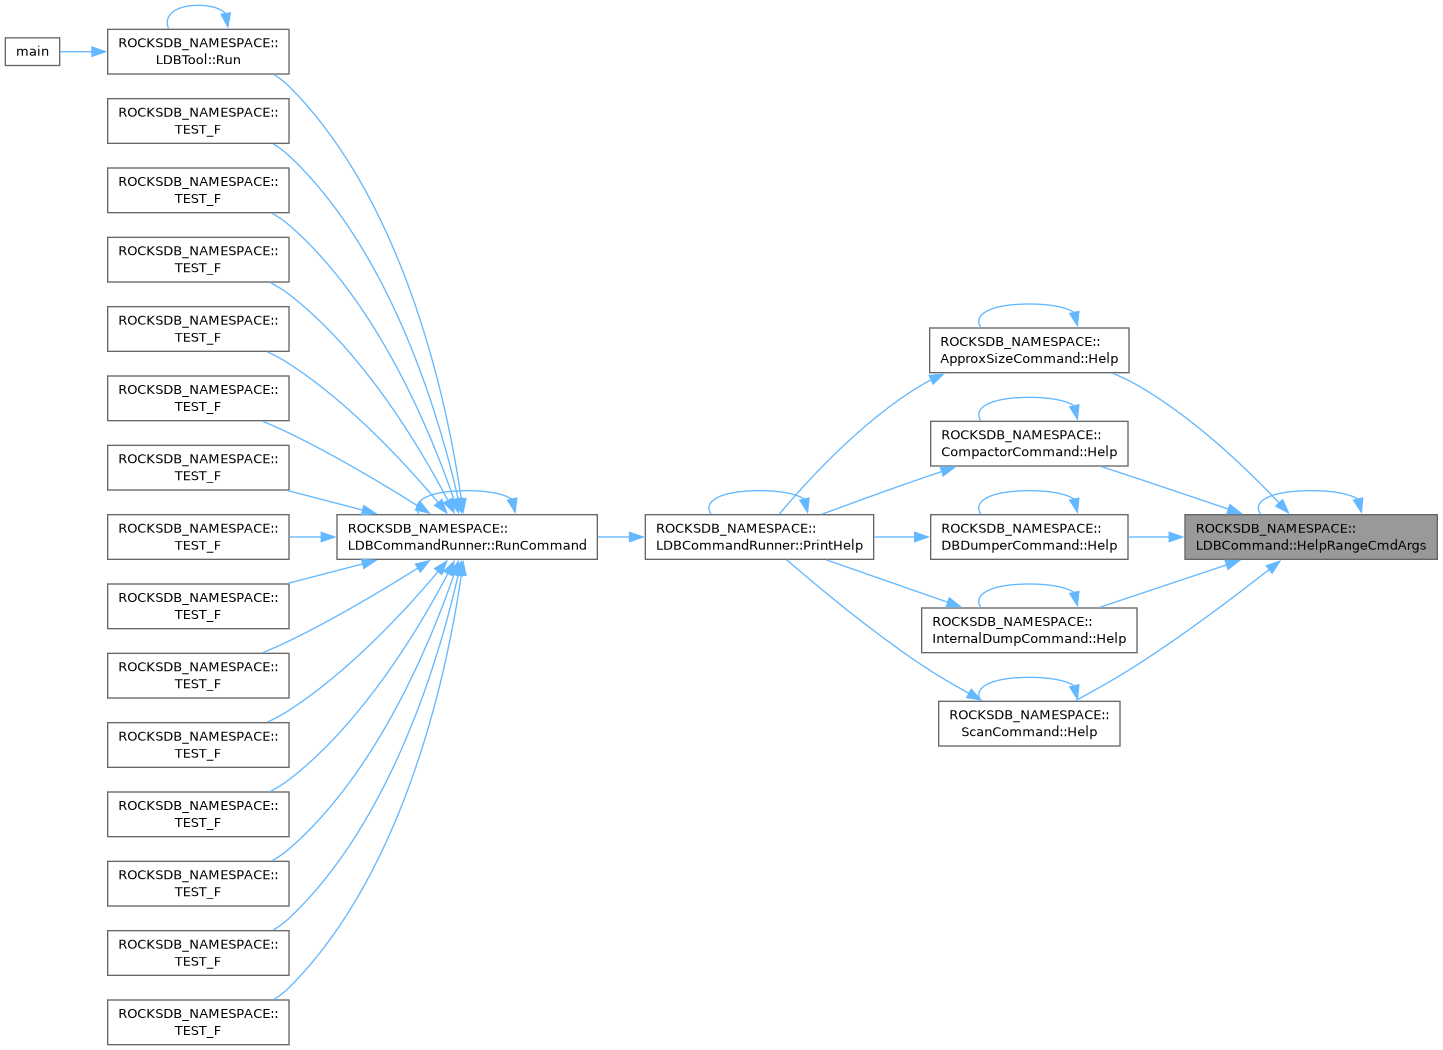 main
ROCKSDB_NAMESPACE::
LDBTool::Run
ROCKSDB_NAMESPACE::
TEST_F
ROCKSDB_NAMESPACE::
TEST_F
ROCKSDB_NAMESPACE::
TEST_F
ROCKSDB_NAMESPACE::
TEST_F
ROCKSDB_NAMESPACE::
TEST_F
ROCKSDB_NAMESPACE::
TEST_F
ROCKSDB_NAMESPACE::
TEST_F
ROCKSDB_NAMESPACE::
TEST_F
ROCKSDB_NAMESPACE::
TEST_F
ROCKSDB_NAMESPACE::
TEST_F
ROCKSDB_NAMESPACE::
TEST_F
ROCKSDB_NAMESPACE::
TEST_F
ROCKSDB_NAMESPACE::
TEST_F
ROCKSDB_NAMESPACE::
TEST_F
ROCKSDB_NAMESPACE::
LDBCommandRunner::RunCommand
ROCKSDB_NAMESPACE::
LDBCommandRunner::PrintHelp
ROCKSDB_NAMESPACE::
ApproxSizeCommand::Help
ROCKSDB_NAMESPACE::
CompactorCommand::Help
ROCKSDB_NAMESPACE::
DBDumperCommand::Help
ROCKSDB_NAMESPACE::
InternalDumpCommand::Help
ROCKSDB_NAMESPACE::
ScanCommand::Help
ROCKSDB_NAMESPACE::
LDBCommand::HelpRangeCmdArgs